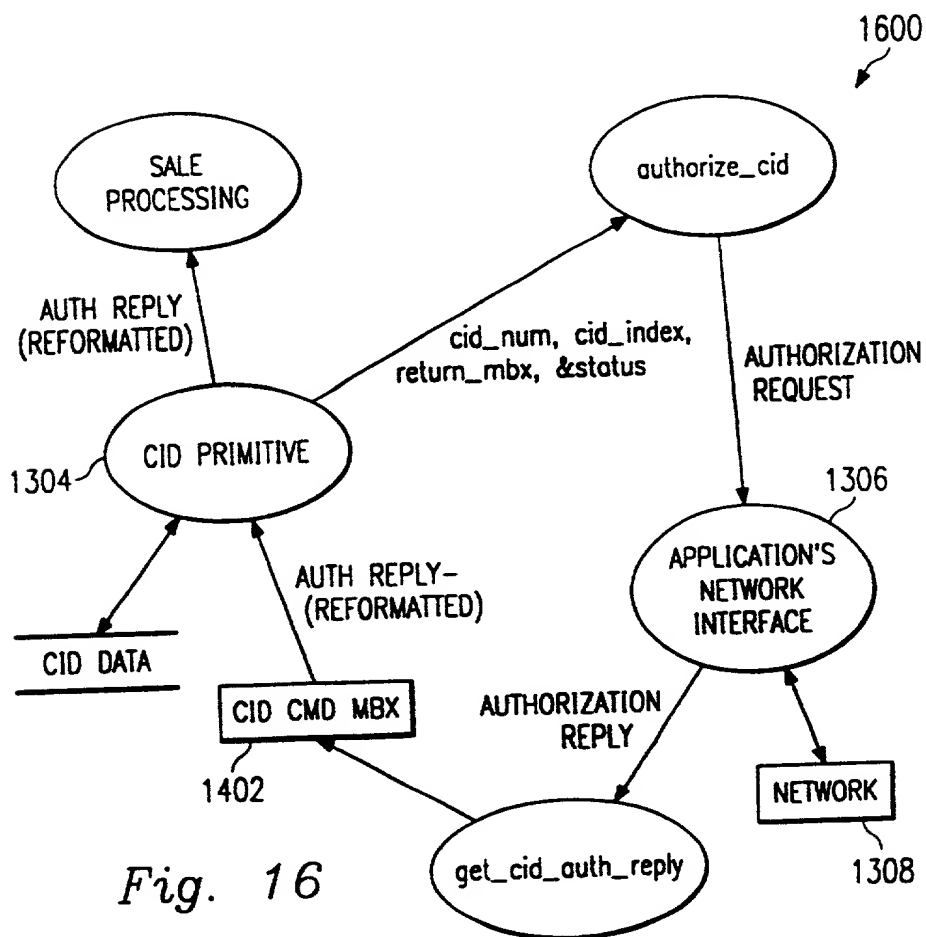 1600
SALE
PROCESSING
authorize_cid
AUTH REPLY
(REFORMATTED)
cid_num, cid_index,
return_mbx, &status
AUTHORIZATION
REQUEST
1304
CID PRIMITIVE
1306
AUTH REPLY-
(REFORMATTED)
APPLICATION'S
NETWORK
INTERFACE
CID DATA
CID CMD MBX
AUTHORIZATION
REPLY
1402
NETWORK
get_cid_auth_reply
1308
Fig. 16